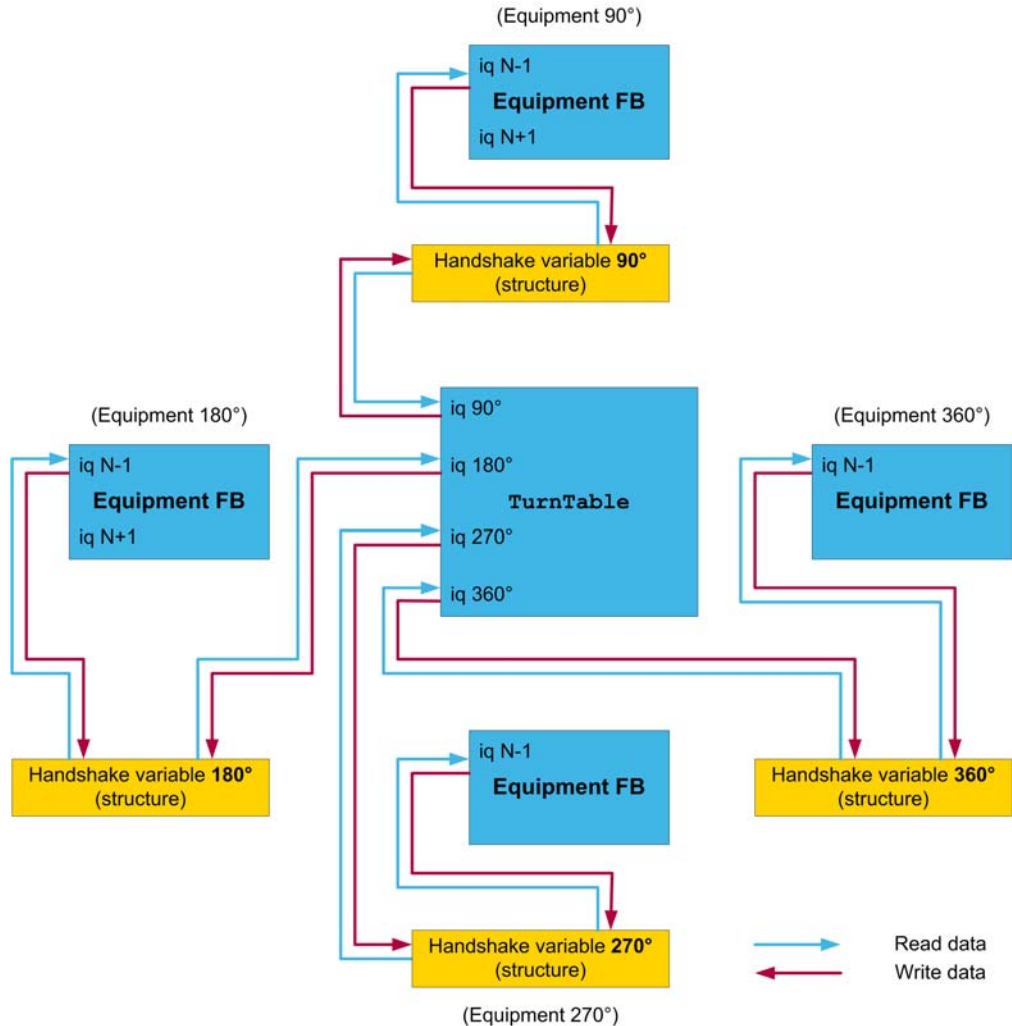 (Equipment 90°)
iq N-1
Equipment FB
iq N+1
Handshake variable 90°
(structure)
iq 90°
iq 180°
TurnTable
iq 270°
iq 360°
(Equipment 180°)
iq N-1
Equipment FB
iq N+1
(Equipment 360°)
iq N-1
Equipment FB
Handshake variable 180°
(structure)
iq N-1
Equipment FB
Handshake variable 360°
(structure)
Handshake variable 270°
(structure)
(Equipment 270°)
Read data
Write data